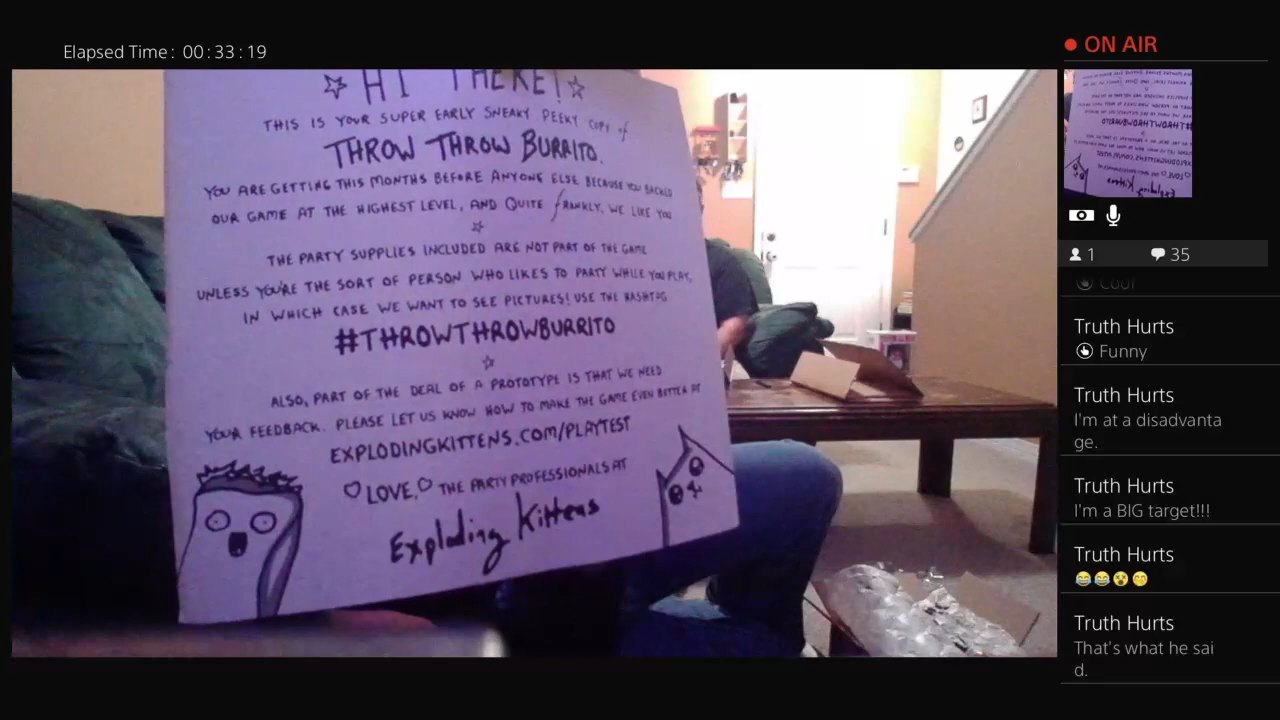 Elapsed Time: 00:33:19
ON AIR
HI THERE!
THIS IS YOUR SUPER EARLY SNEAKY PEEKY COPY of
THROW THROW BURRITO.
YOU ARE GETTING THIS MONTHS BEFORE ANYONE ELSE BECAUSE YOU BACKED
OUR GAME AT THE HIGHEST LEVEL, AND QUITE frankly, WE LIKE YOU
THE PARTY SUPPLIES INCLUDED ARE NOT PART OF THE GAME
UNLESS YOU'RE THE SORT OF PERSON WHO LIKES TO PARTY WHILE YOU PLAY,
IN WHICH CASE WE WANT TO SEE PICTURES! USE THE HASHTAG
#THROWTHROWBURRITO
ALSO, PART OF THE DEAL OF A PROTOTYPE IS THAT WE NEED
YOUR FEEDBACK. PLEASE LET US KNOW HOW TO MAKE THE GAME EVEN BETTER AT
EXPLODINGKITTENS.COM/PLAYTEST
LOVE, THE PARTY PROFESSIONALS AT
Exploding Kittens
1 35
Cool
Truth Hurts
Funny
Truth Hurts
I'm at a disadvanta
ge.
Truth Hurts
I'm a BIG target!!!
Truth Hurts
😂😂😵😁
Truth Hurts
That's what he sai
d.